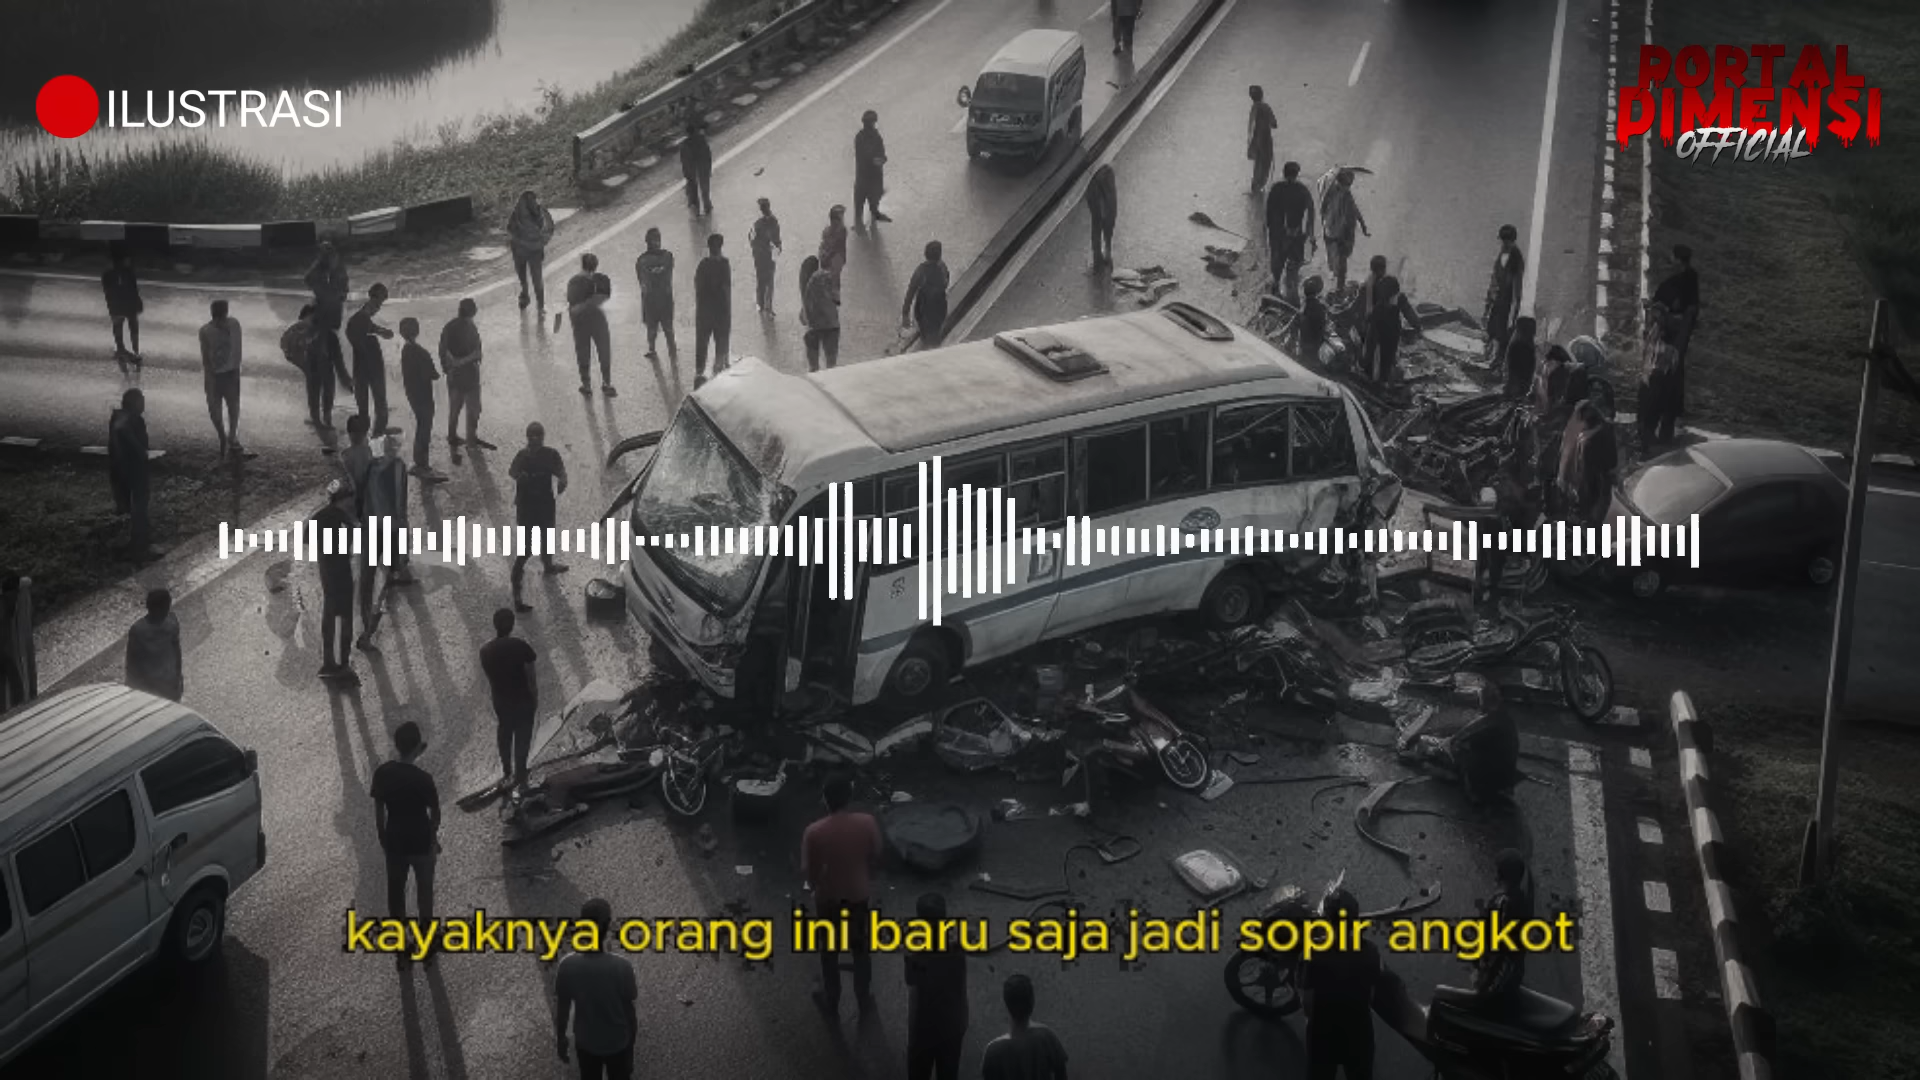 ILUSTRASI
PORTAL
DIMENSI
OFFICIAL
kayaknya orang ini baru saja jadi sopir angkot